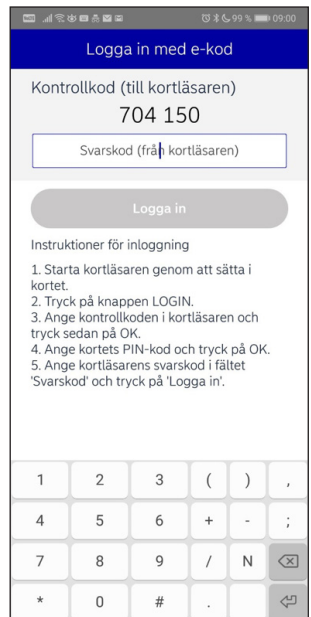 99 % 09:00
Logga in med e-kod
Kontrollkod (till kortläsaren)
704 150
Svarskod (från kortläsaren)
Logga in
Instruktioner för inloggning
1. Starta kortläsaren genom att sätta i
kortet.
2. Tryck på knappen LOGIN.
3. Ange kontrollkoden i kortläsaren och
tryck sedan på OK.
4. Ange kortets PIN-kod och tryck på OK.
5. Ange kortläsarens svarskod i fältet
'Svarskod' och tryck på 'Logga in'.
1 2 3 ( ) ,
4 5 6 + - ;
7 8 9 / N
* 0 # .